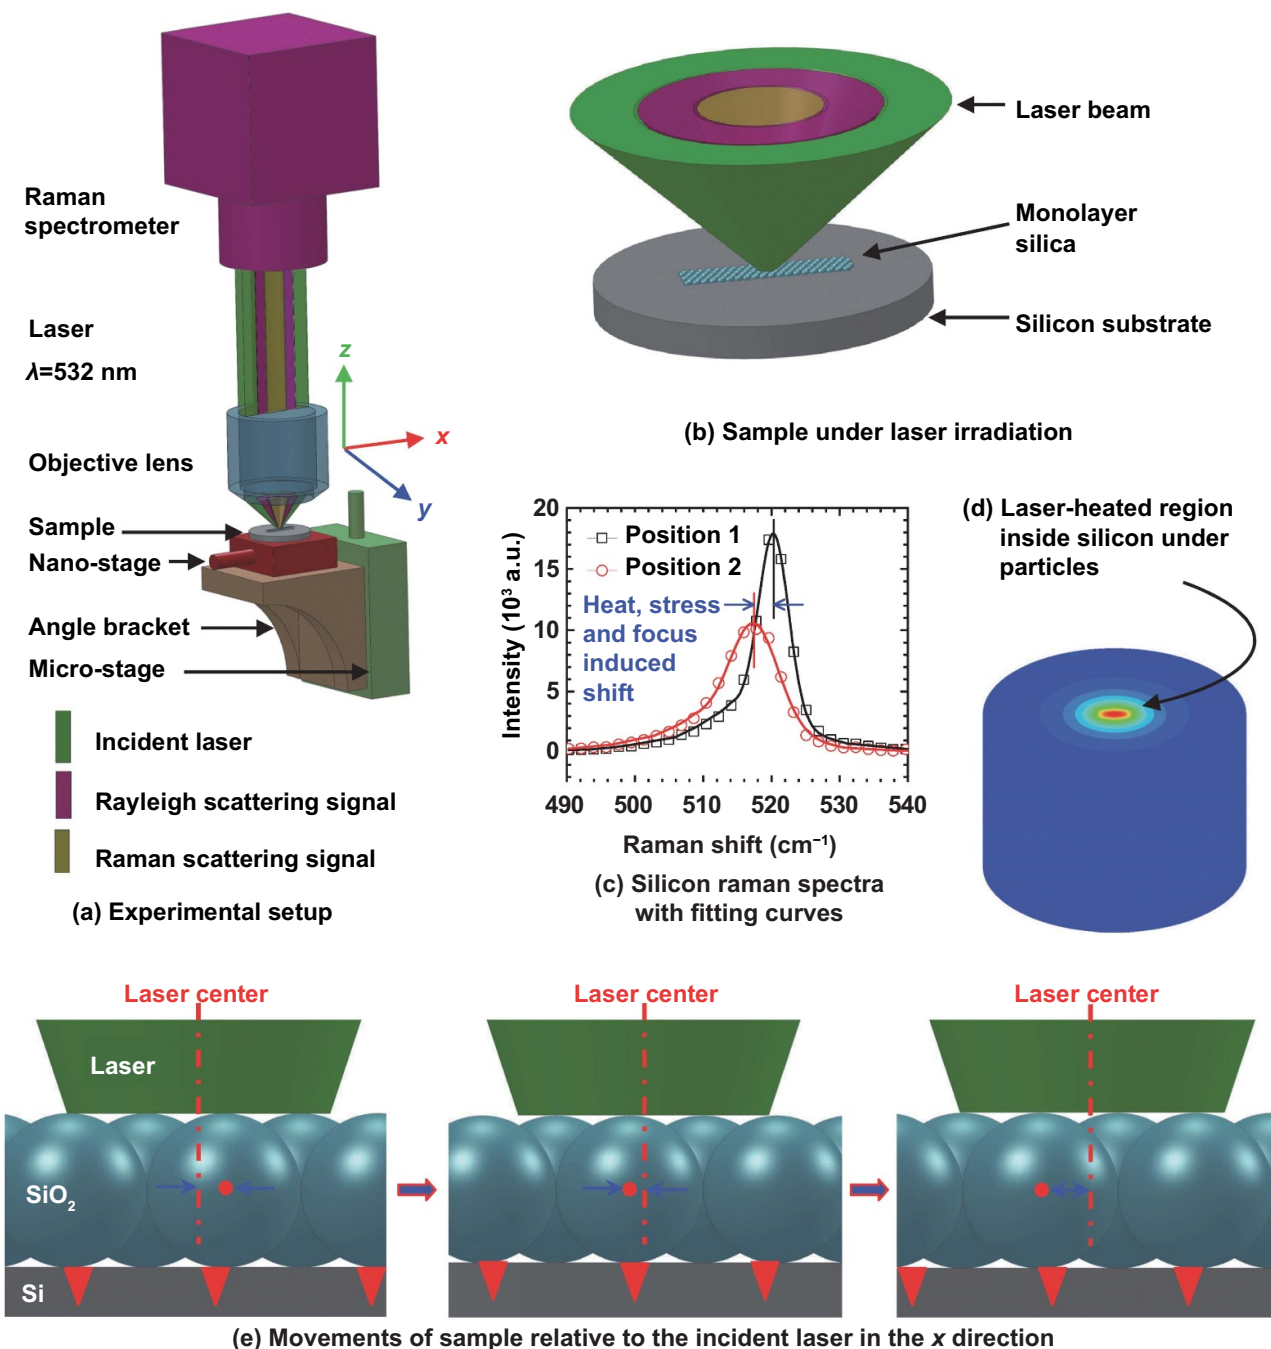 Raman
spectrometer
Laser
λ=532 nm
Objective lens
Sample
Nano-stage
Angle bracket
Micro-stage
z
x
y
Incident laser
Rayleigh scattering signal
Raman scattering signal
(a) Experimental setup
Laser beam
Monolayer
silica
Silicon substrate
(b) Sample under laser irradiation
20
15
10
5
0
Intensity (10³ a.u.)
Position 1
Position 2
Heat, stress
and focus
induced
shift
490 500 510 520 530 540
Raman shift (cm⁻¹)
(c) Silicon raman spectra
with fitting curves
(d) Laser-heated region
inside silicon under
particles
Laser center
Laser center
Laser center
Laser
SiO₂
Si
(e) Movements of sample relative to the incident laser in the x direction